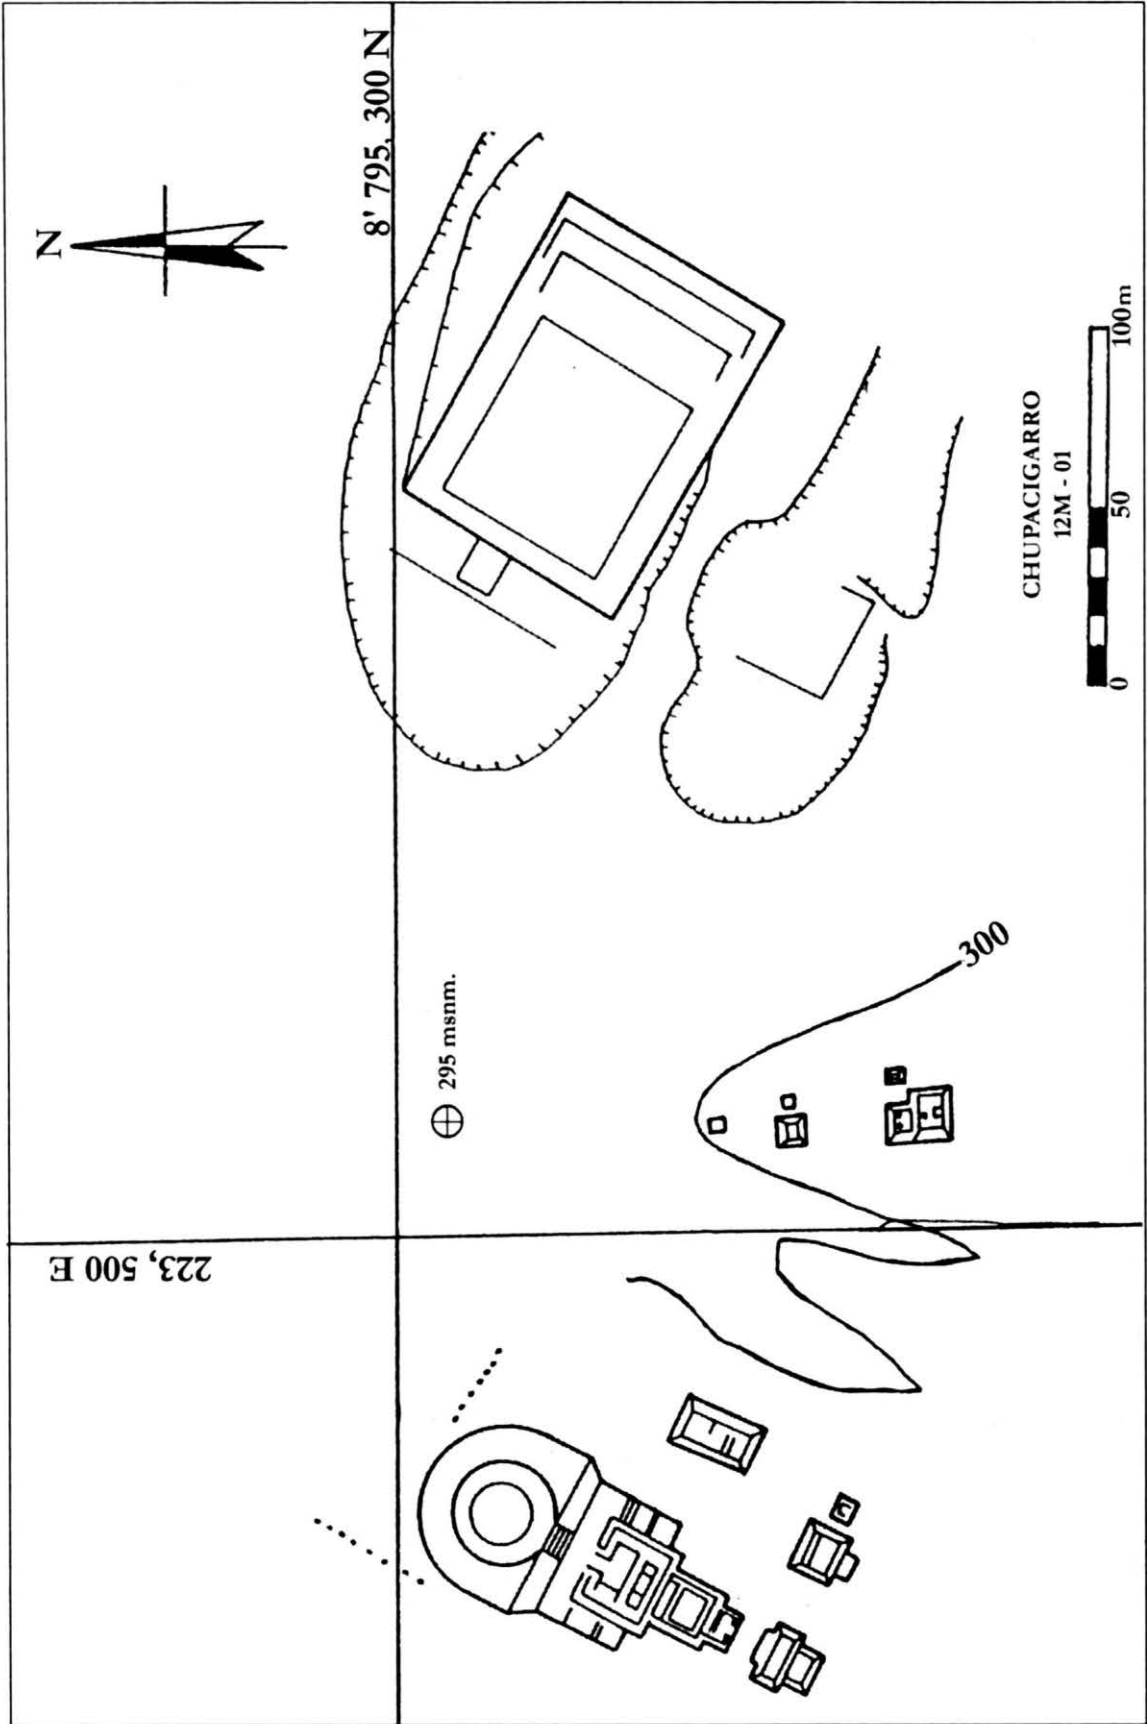 N
8' 795, 300 N
223, 500 E
295 msnm.
300
CHUPACIGARRO
12M - 01
0 50 100m